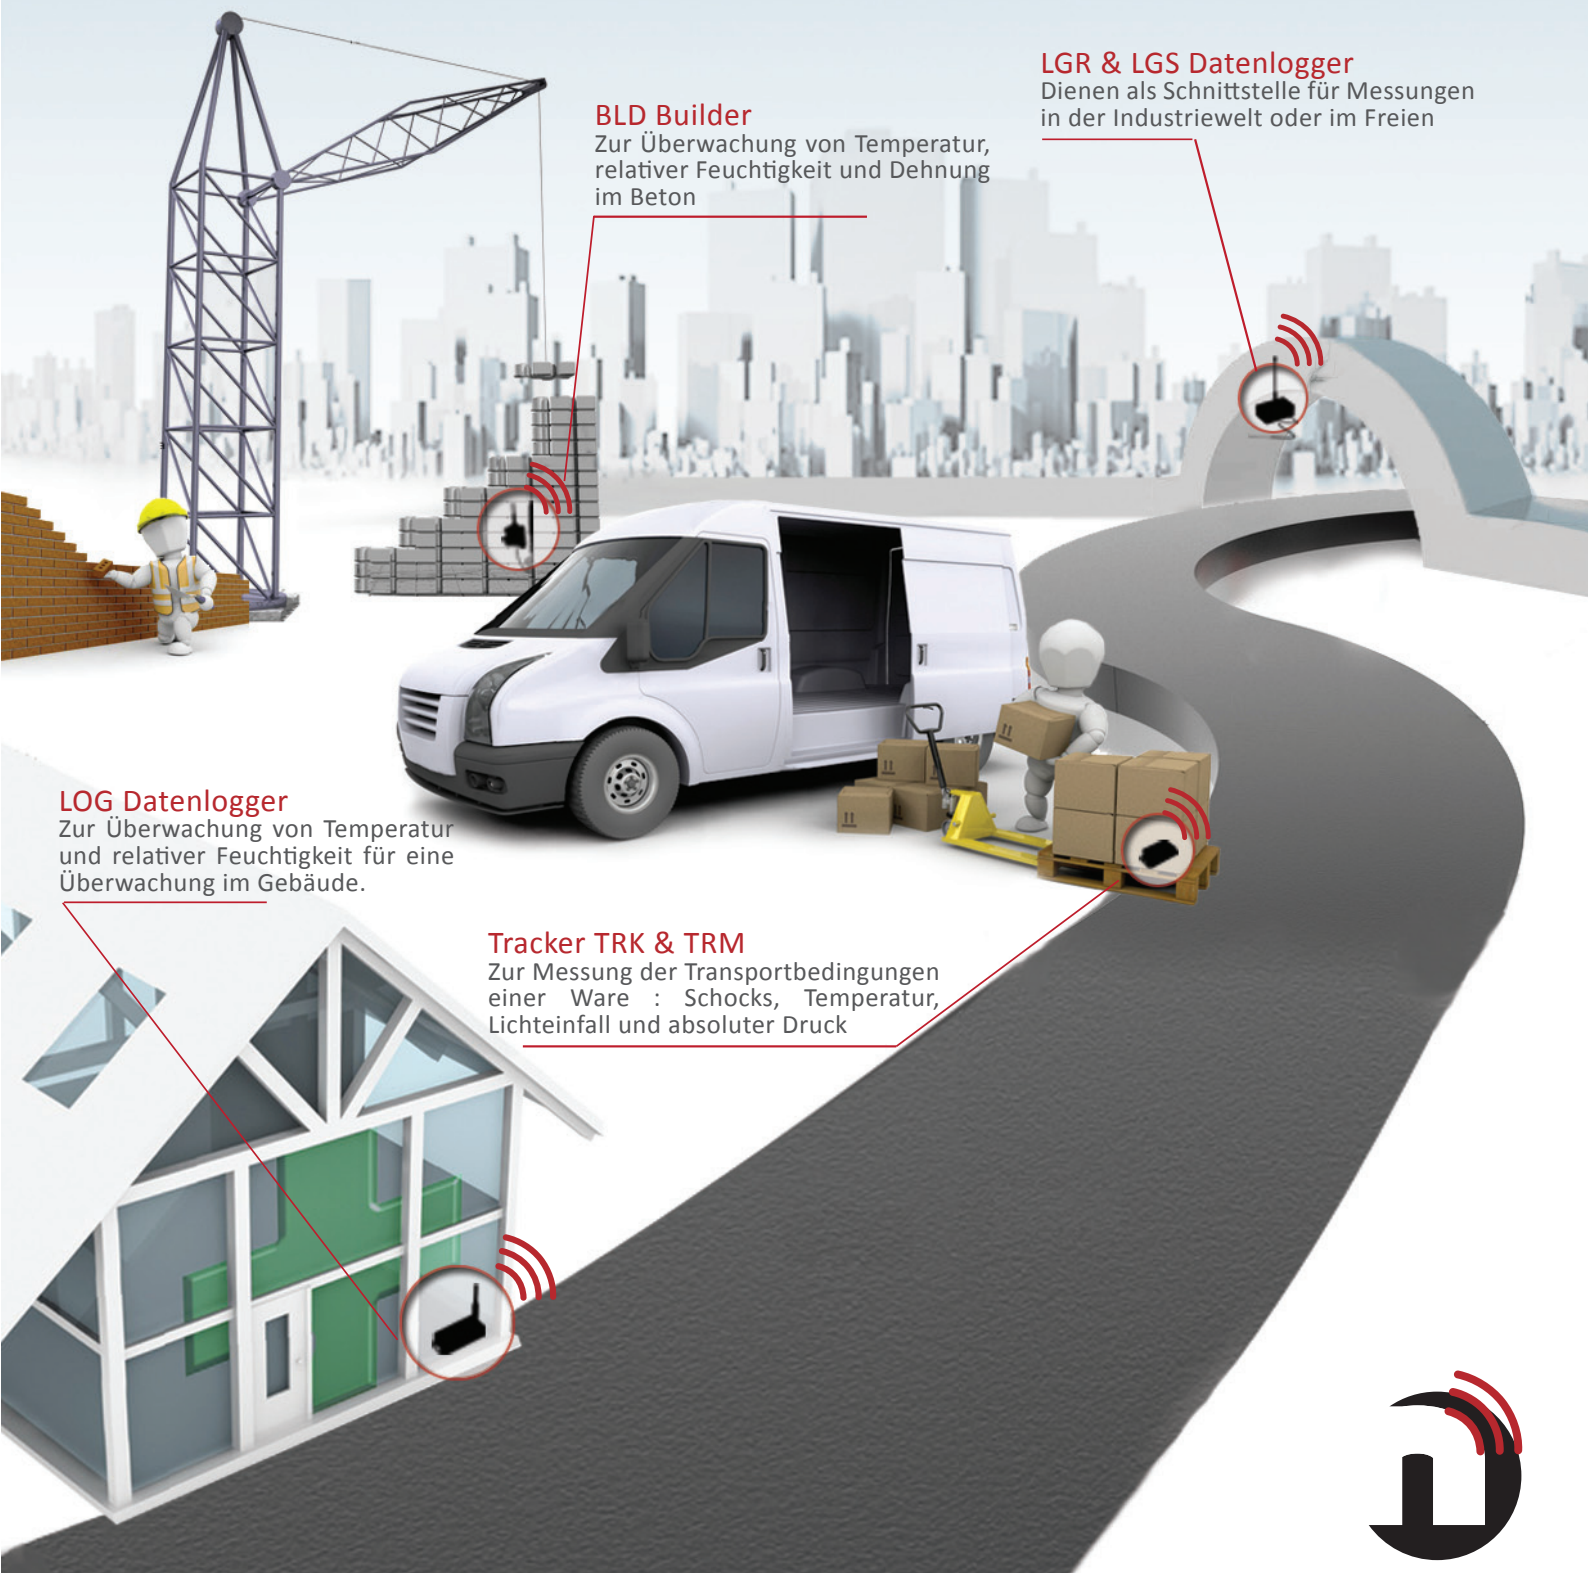 LGR & LGS Datenlogger
Dienen als Schnittstelle für Messungen
in der Industriewelt oder im Freien
BLD Builder
Zur Überwachung von Temperatur,
relativer Feuchtigkeit und Dehnung
im Beton
LOG Datenlogger
Zur Überwachung von Temperatur
und relativer Feuchtigkeit für eine
Überwachung im Gebäude.
Tracker TRK & TRM
Zur Messung der Transportbedingungen
einer Ware : Schocks, Temperatur,
Lichteinfall und absoluter Druck